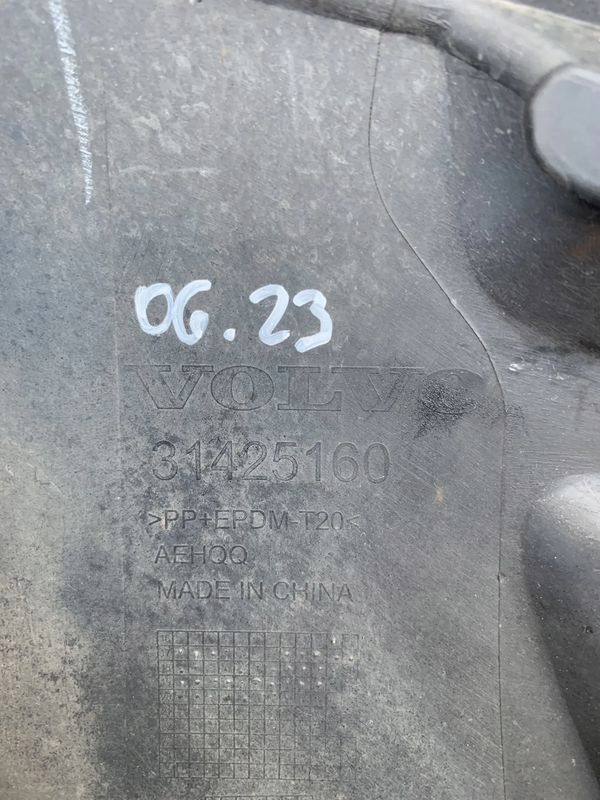 06.23
VOLVO
31425160
>PP+EPDM-T20<
AEHQQ
MADE IN CHINA